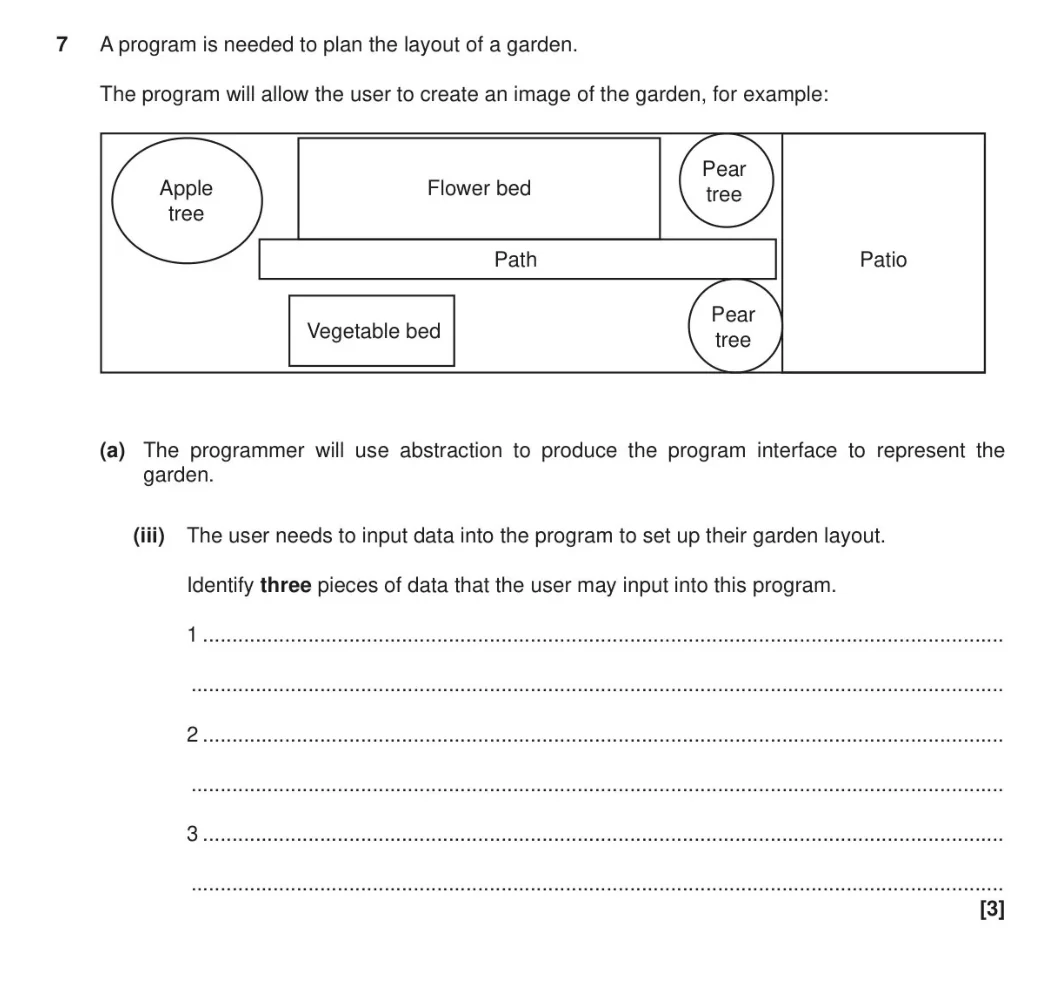 7 A program is needed to plan the layout of a garden.
The program will allow the user to create an image of the garden, for example:
Apple
tree
Flower bed
Pear
tree
Path
Patio
Vegetable bed
Pear
tree
(a) The programmer will use abstraction to produce the program interface to represent the
garden.
(iii) The user needs to input data into the program to set up their garden layout.
Identify three pieces of data that the user may input into this program.
1 ....................................................................................................
....................................................................................................
2 ....................................................................................................
....................................................................................................
3 ....................................................................................................
....................................................................................................
[3]